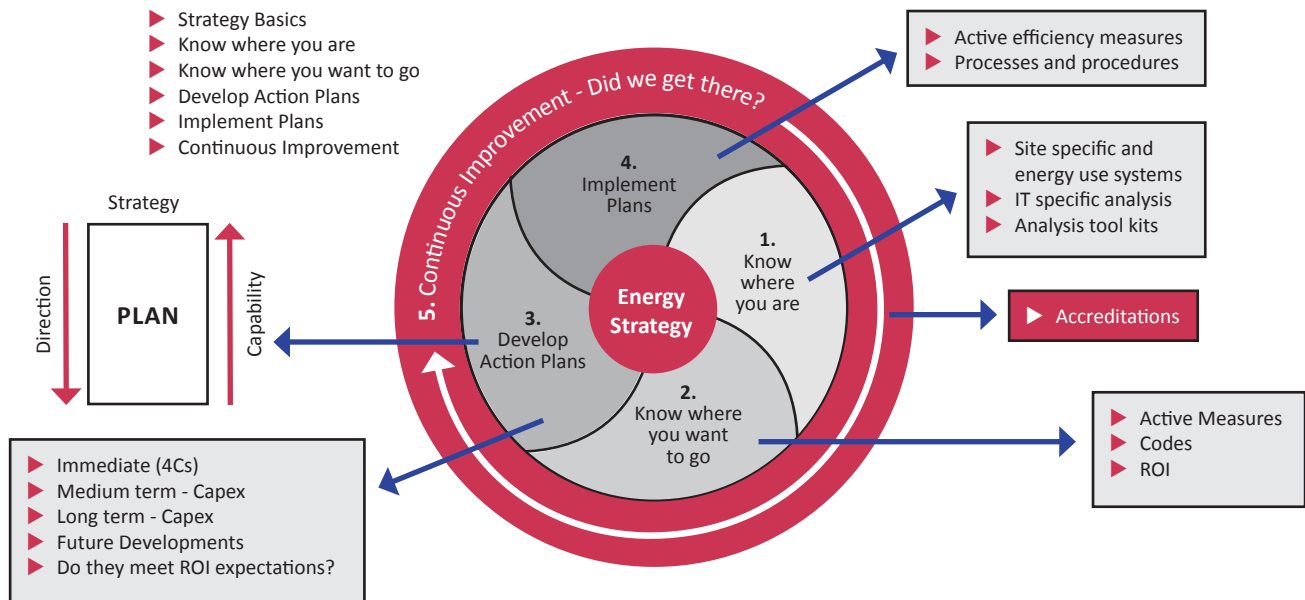 Strategy Basics
Know where you are
Know where you want to go
Develop Action Plans
Implement Plans
Continuous Improvement
Strategy
Direction
PLAN
Capability
Immediate (4Cs)
Medium term - Capex
Long term - Capex
Future Developments
Do they meet ROI expectations?
5. Continuous Improvement - Did we get there?
4.
Implement
Plans
1.
Know
where
you are
Energy
Strategy
3.
Develop
Action Plans
2.
Know where
you want
to go
Active efficiency measures
Processes and procedures
Site specific and
energy use systems
IT specific analysis
Analysis tool kits
Accreditations
Active Measures
Codes
ROI